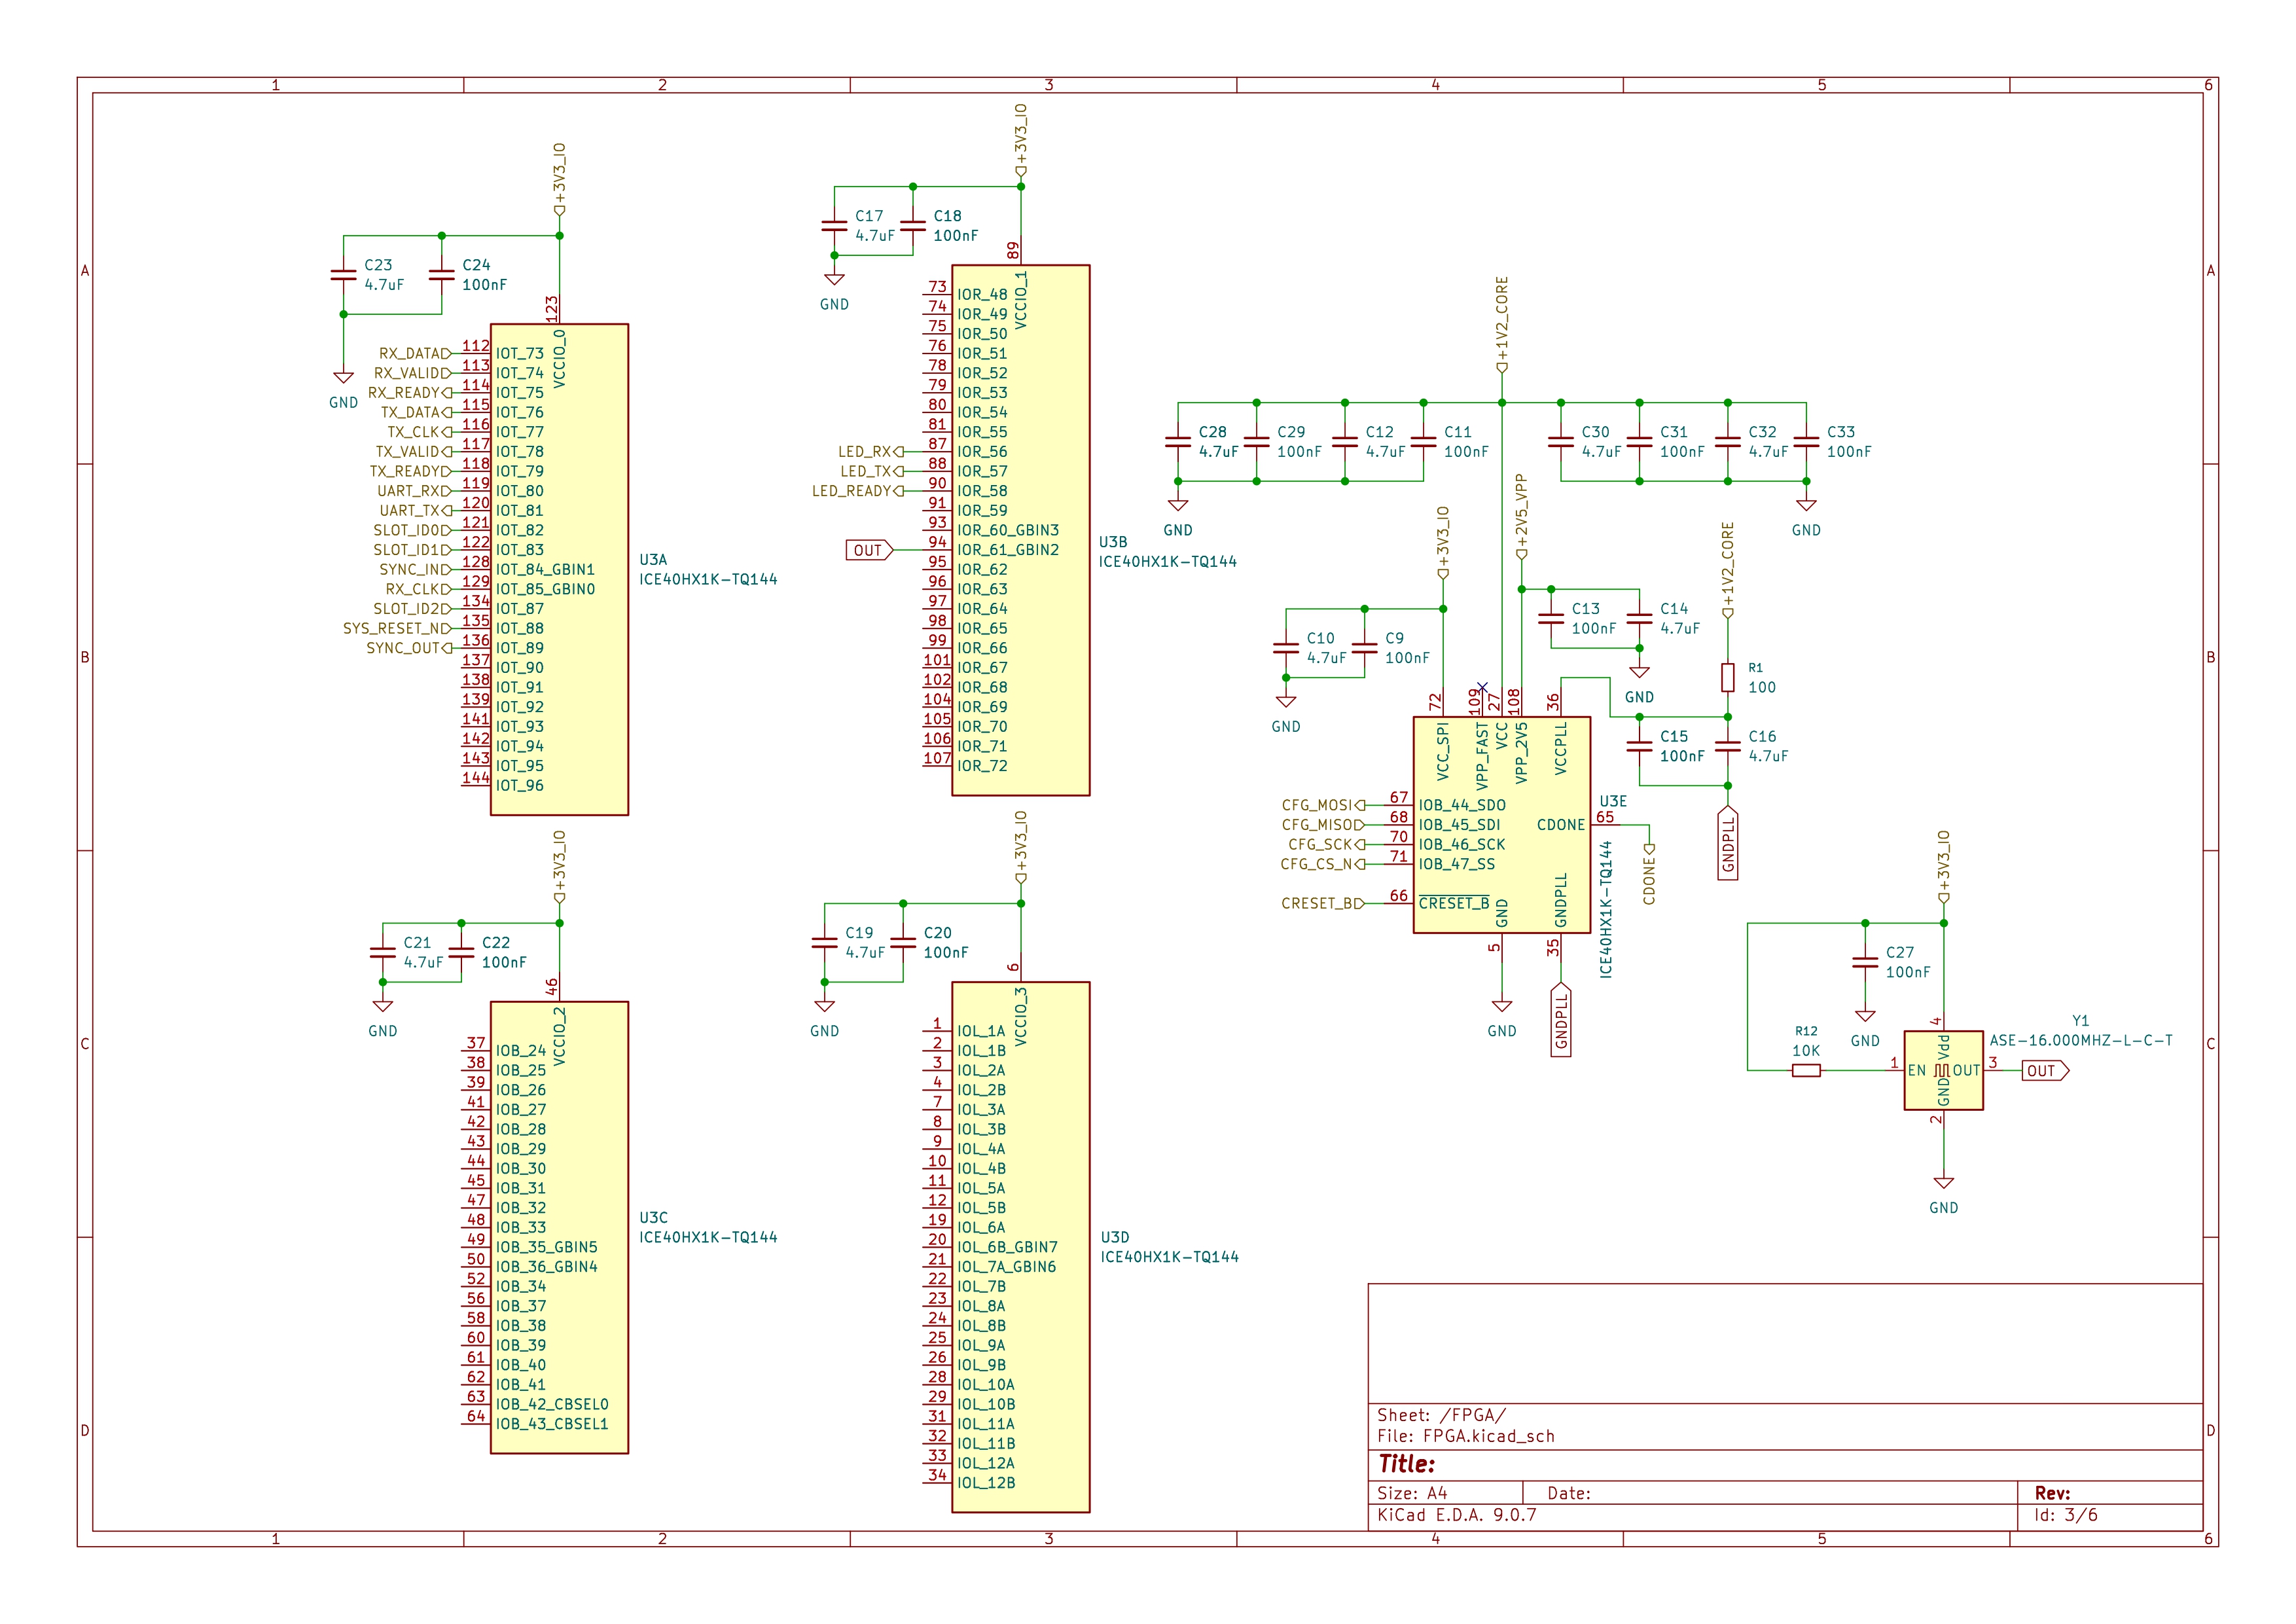 1 2 3 4 5 6
A
B
C
D
A
B
C
D
+3V3_IO
C23
4.7uF
C24
100nF
GND
123
VCCIO_0
RX_DATA 112 IOT_73
RX_VALID 113 IOT_74
RX_READY 114 IOT_75
TX_DATA 115 IOT_76
TX_CLK 116 IOT_77
TX_VALID 117 IOT_78
TX_READY 118 IOT_79
UART_RX 119 IOT_80
UART_TX 120 IOT_81
SLOT_ID0 121 IOT_82
SLOT_ID1 122 IOT_83
SYNC_IN 128 IOT_84_GBIN1
RX_CLK 129 IOT_85_GBIN0
SLOT_ID2 134 IOT_87
SYS_RESET_N 135 IOT_88
SYNC_OUT 136 IOT_89
137 IOT_90
138 IOT_91
139 IOT_92
141 IOT_93
142 IOT_94
143 IOT_95
144 IOT_96
U3A
ICE40HX1K-TQ144
+3V3_IO
C17
4.7uF
C18
100nF
GND
89
VCCIO_1
73 IOR_48
74 IOR_49
75 IOR_50
76 IOR_51
78 IOR_52
79 IOR_53
80 IOR_54
81 IOR_55
LED_RX 87 IOR_56
LED_TX 88 IOR_57
LED_READY 90 IOR_58
91 IOR_59
93 IOR_60_GBIN3
OUT 94 IOR_61_GBIN2
95 IOR_62
96 IOR_63
97 IOR_64
98 IOR_65
99 IOR_66
101 IOR_67
102 IOR_68
104 IOR_69
105 IOR_70
106 IOR_71
107 IOR_72
U3B
ICE40HX1K-TQ144
+3V3_IO
C21
4.7uF
C22
100nF
GND
46
VCCIO_2
37 IOB_24
38 IOB_25
39 IOB_26
41 IOB_27
42 IOB_28
43 IOB_29
44 IOB_30
45 IOB_31
47 IOB_32
48 IOB_33
49 IOB_35_GBIN5
50 IOB_36_GBIN4
52 IOB_34
56 IOB_37
58 IOB_38
60 IOB_39
61 IOB_40
62 IOB_41
63 IOB_42_CBSEL0
64 IOB_43_CBSEL1
U3C
ICE40HX1K-TQ144
+3V3_IO
C19
4.7uF
C20
100nF
GND
6
VCCIO_3
1 IOL_1A
2 IOL_1B
3 IOL_2A
4 IOL_2B
7 IOL_3A
8 IOL_3B
9 IOL_4A
10 IOL_4B
11 IOL_5A
12 IOL_5B
19 IOL_6A
20 IOL_6B_GBIN7
21 IOL_7A_GBIN6
22 IOL_7B
23 IOL_8A
24 IOL_8B
25 IOL_9A
26 IOL_9B
28 IOL_10A
29 IOL_10B
31 IOL_11A
32 IOL_11B
33 IOL_12A
34 IOL_12B
U3D
ICE40HX1K-TQ144
+1V2_CORE
C28
4.7uF
C29
100nF
C12
4.7uF
C11
100nF
GND
C30
4.7uF
C31
100nF
C32
4.7uF
C33
100nF
GND
+3V3_IO
C10
4.7uF
C9
100nF
GND
+2V5_VPP
C13
100nF
C14
4.7uF
GND
+1V2_CORE
R1
100
C15
100nF
C16
4.7uF
GNDPLL
72
109
27
108
36
VCC_SPI
VPP_FAST
VCC
VPP_2V5
VCCPLL
CFG_MOSI 67 IOB_44_SDO
CFG_MISO 68 IOB_45_SDI
CFG_SCK 70 IOB_46_SCK
CFG_CS_N 71 IOB_47_SS
CRESET_B 66 CRESET_B
CDONE 65
CDONE
U3E
ICE40HX1K-TQ144
GND
GNDPLL
5
35
GND
GNDPLL
+3V3_IO
C27
100nF
GND
R12
10K
Y1
ASE-16.000MHZ-L-C-T
4
Vdd
1 EN OUT 3 OUT
GND
2
GND
Sheet: /FPGA/
File: FPGA.kicad_sch
Title:
Size: A4 Date: Rev:
KiCad E.D.A. 9.0.7 Id: 3/6
1 2 3 4 5 6